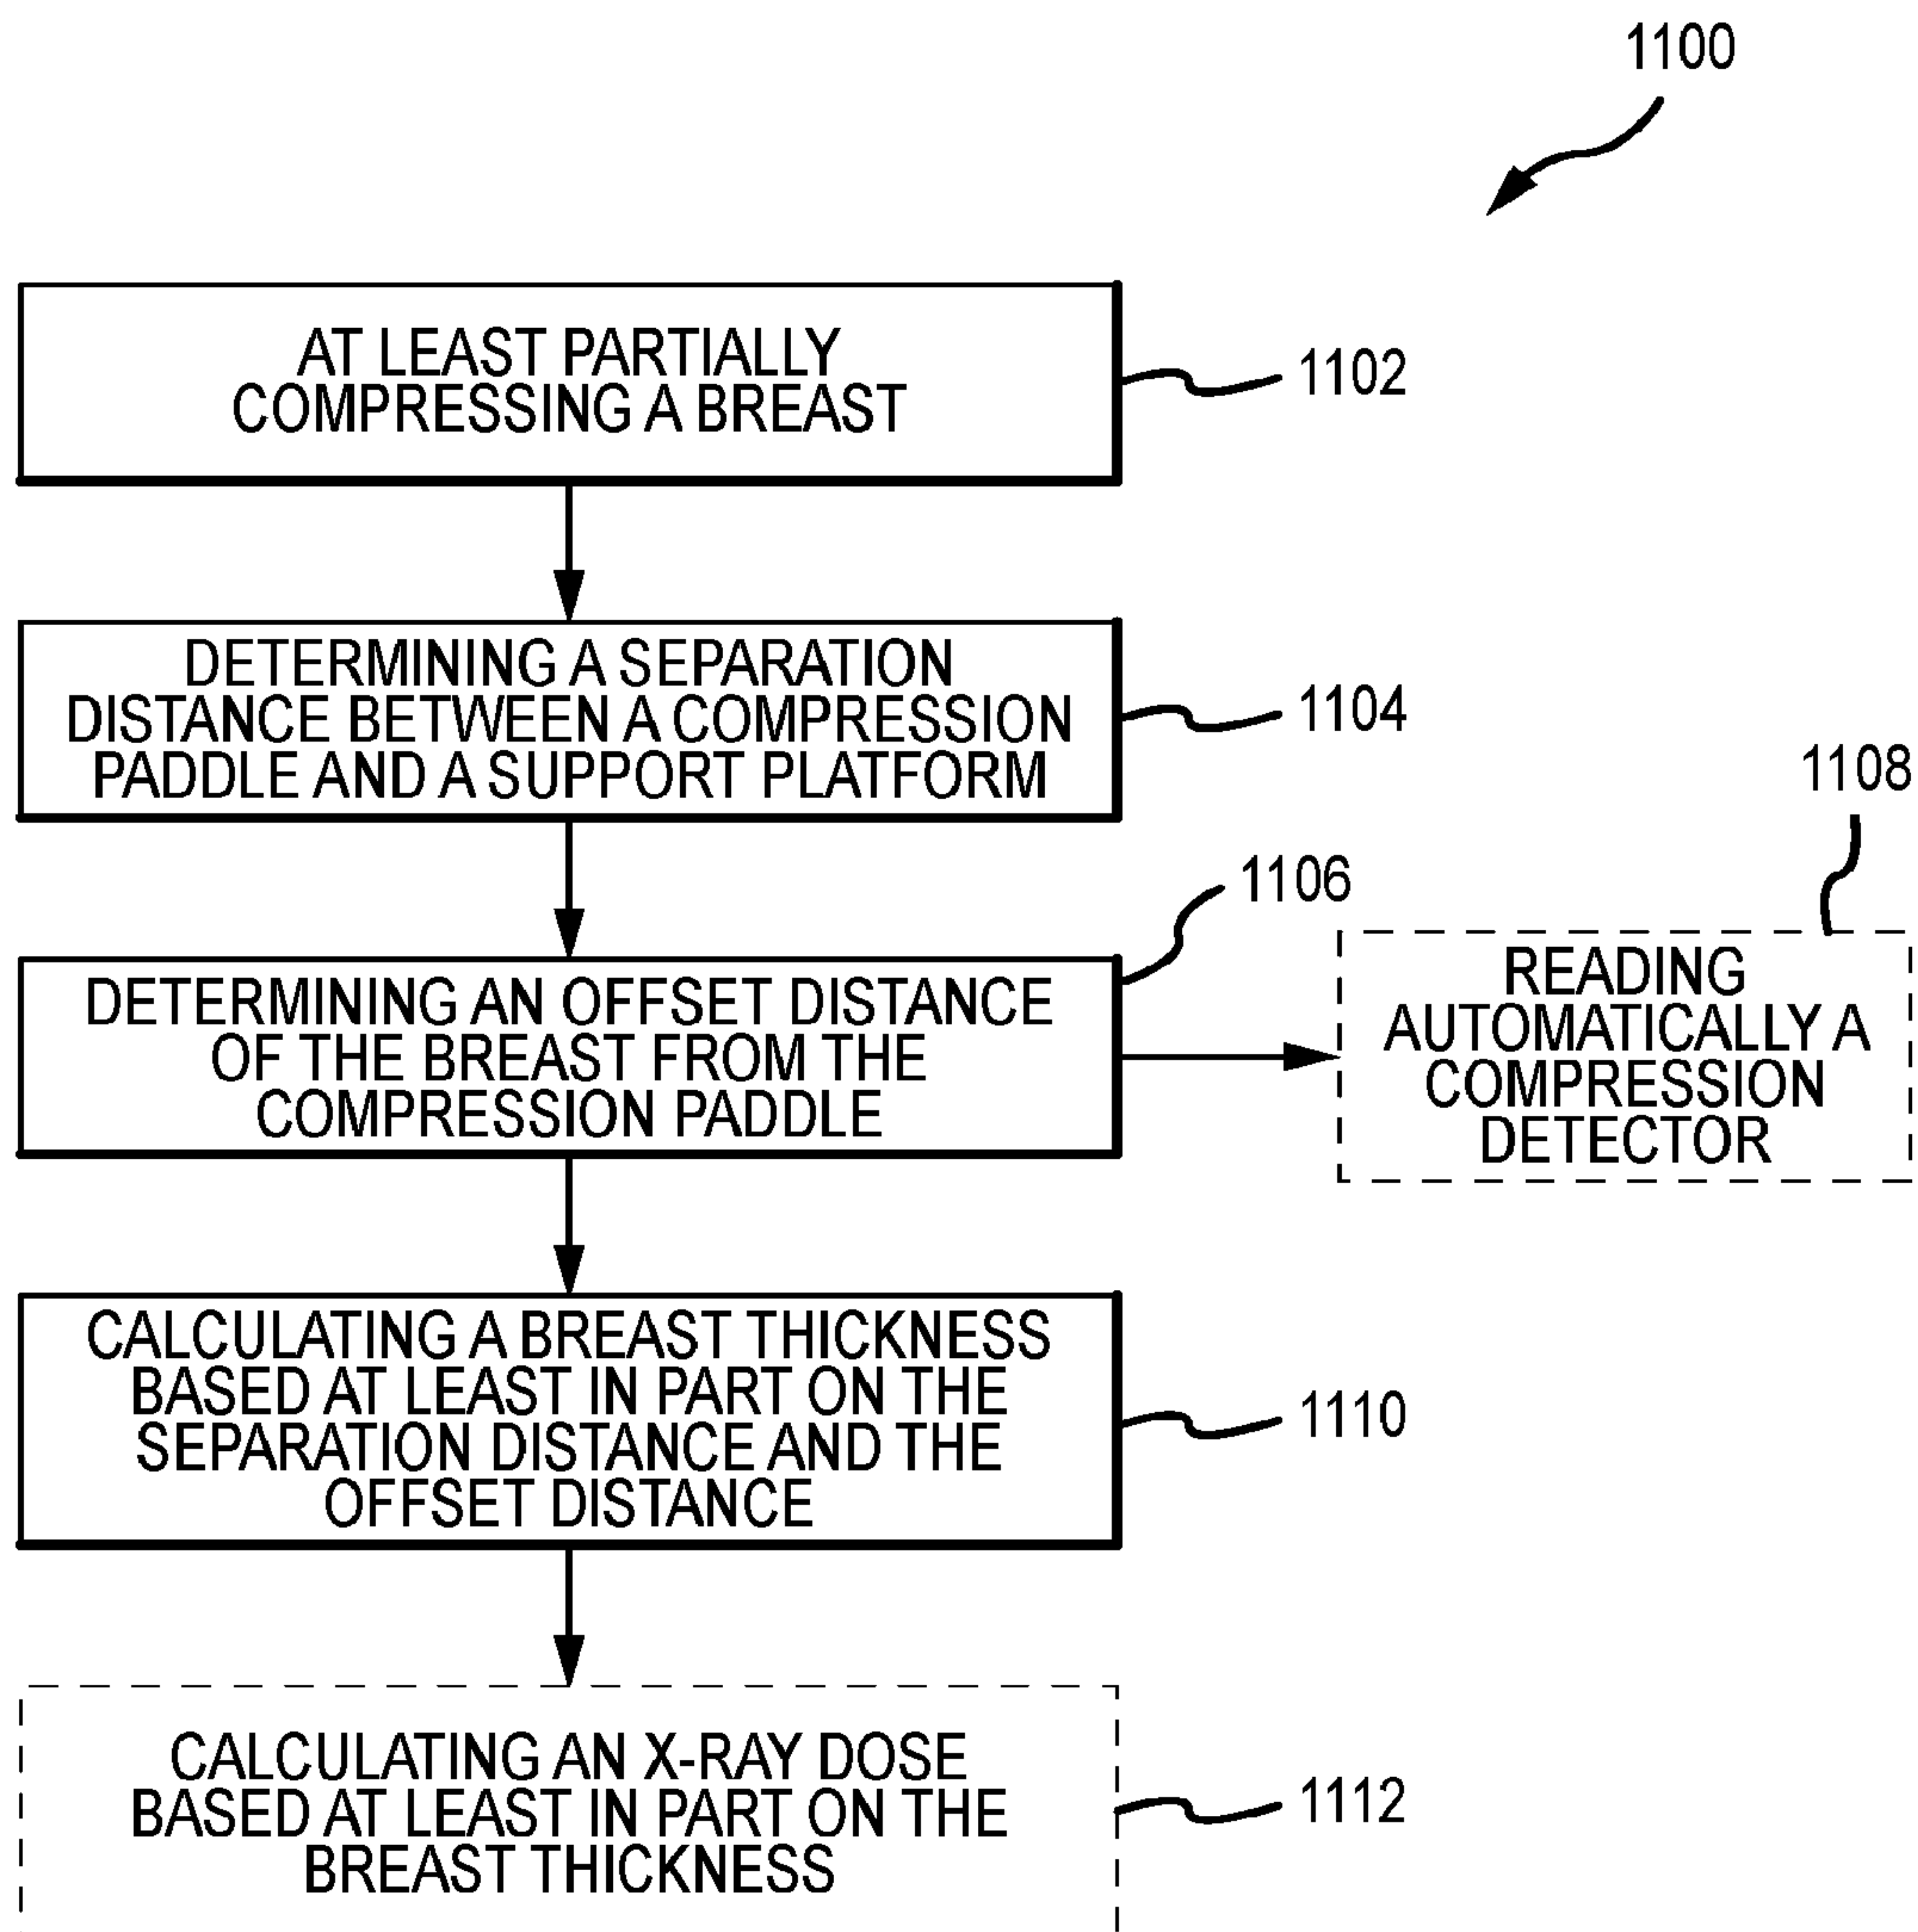 1100
AT LEAST PARTIALLY
COMPRESSING A BREAST
1102
DETERMINING A SEPARATION
DISTANCE BETWEEN A COMPRESSION
PADDLE AND A SUPPORT PLATFORM
1104
1108
1106
DETERMINING AN OFFSET DISTANCE
OF THE BREAST FROM THE
COMPRESSION PADDLE
READING
AUTOMATICALLY A
COMPRESSION
DETECTOR
CALCULATING A BREAST THICKNESS
BASED AT LEAST IN PART ON THE
SEPARATION DISTANCE AND THE
OFFSET DISTANCE
1110
CALCULATING AN X-RAY DOSE
BASED AT LEAST IN PART ON THE
BREAST THICKNESS
1112